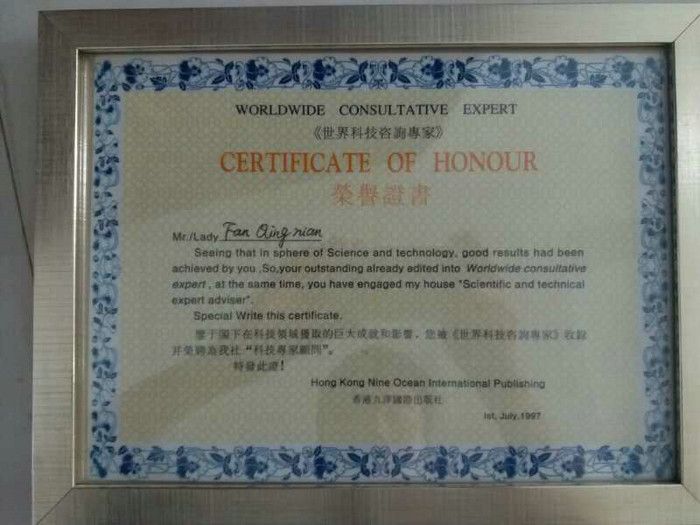 WORLDWIDE CONSULTATIVE EXPERT
《世界科技咨詢專家》
CERTIFICATE OF HONOUR
榮譽證書
Mr./Lady Fan Qing nian
Seeing that in sphere of Science and technology, good results had been
achieved by you ,So,your outstanding already edited into Worldwide consultative
expert , at the same time, you have engaged my house "Scientific and technical
expert adviser".
Special Write this certificate.
鑒于閣下在科技領域獲取的巨大成就和影響，您被《世界科技咨詢專家》收錄
并榮聘為我社“科技專家顧問”。
特發此證！
Hong Kong Nine Ocean International Publishing
香港九洋國際出版社
Ist, July,1997